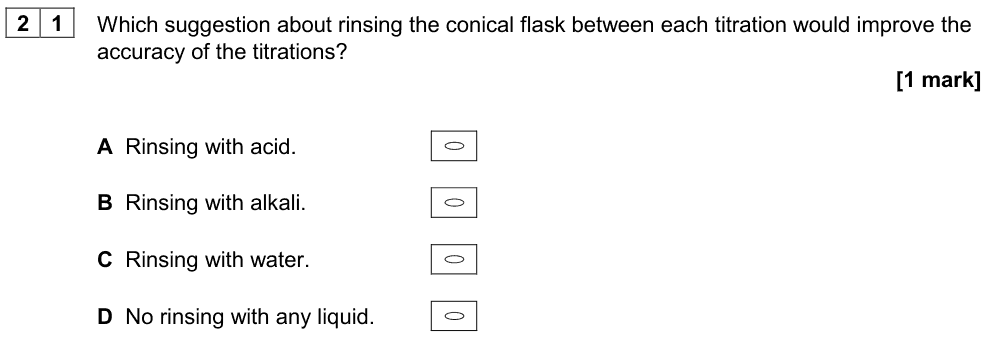 2 1 Which suggestion about rinsing the conical flask between each titration would improve the
accuracy of the titrations?
[1 mark]
A Rinsing with acid.
B Rinsing with alkali.
C Rinsing with water.
D No rinsing with any liquid.